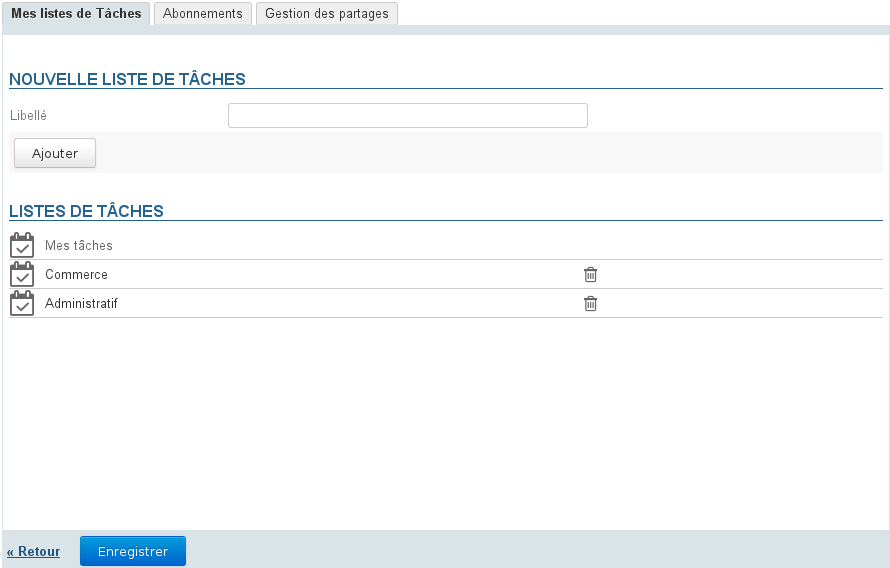 Mes listes de Tâches Abonnements Gestion des partages
NOUVELLE LISTE DE TÂCHES
Libellé
Ajouter
LISTES DE TÂCHES
Mes tâches
Commerce
Administratif
« Retour Enregistrer